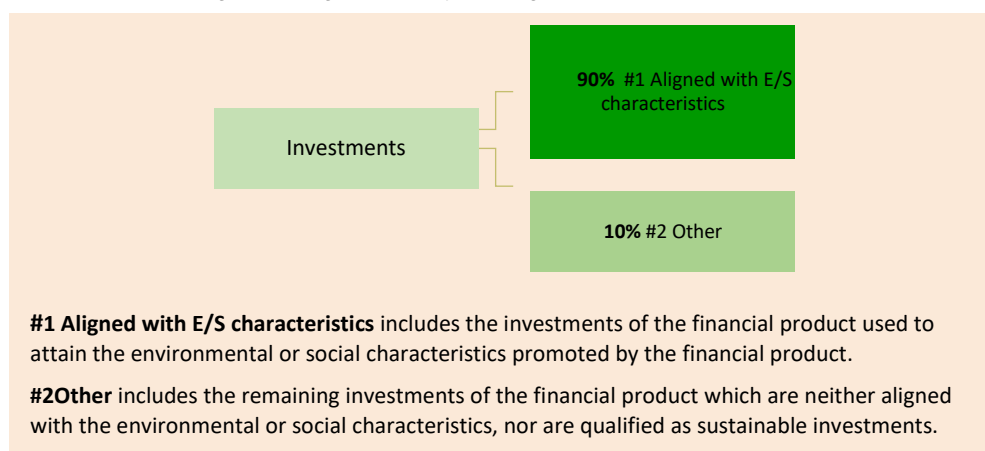 90% #1 Aligned with E/S
characteristics
Investments
10% #2 Other
#1 Aligned with E/S characteristics includes the investments of the financial product used to
attain the environmental or social characteristics promoted by the financial product.
#2Other includes the remaining investments of the financial product which are neither aligned
with the environmental or social characteristics, nor are qualified as sustainable investments.